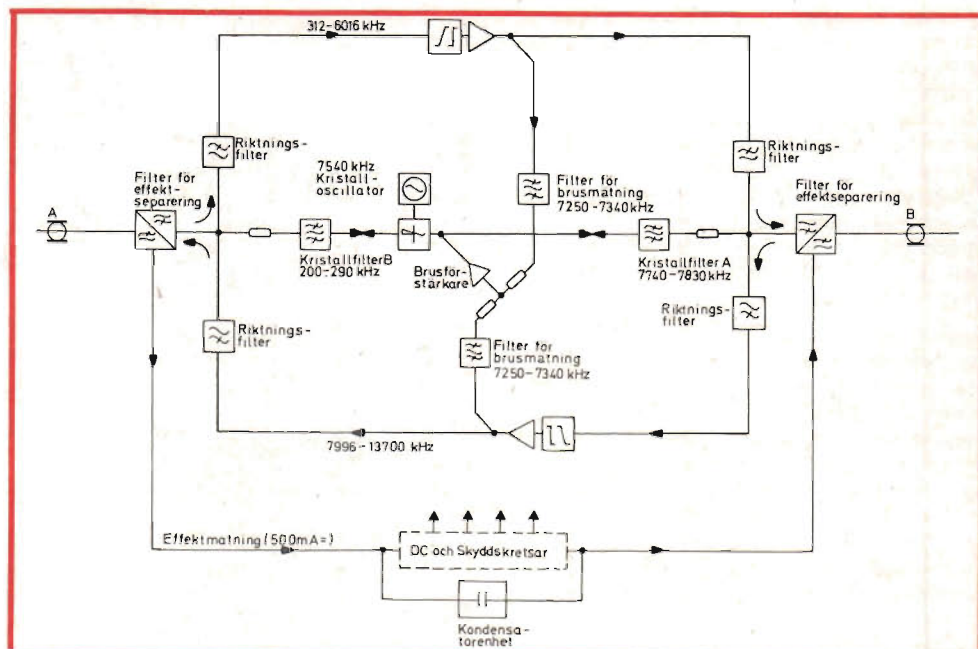 312-6016 kHz
Riktnings-
filter
Filter för
effekt-
separering
A
7540 kHz
Kristall-
oscillator
Filter för
brusmatning
7250-7340 kHz
Riktnings-
filter
Filter för
effektseparering
B
Kristallfilter B
200-290 kHz
Brusför-
stärkare
Kristallfilter A
7740-7830 kHz
Riktnings-
filter
Filter för
brusmatning
7250-7340 kHz
Riktnings-
filter
7996-13700 kHz
Effektmatning (500mA=)
DC och Skyddskretsar
Kondensa-
torenhet